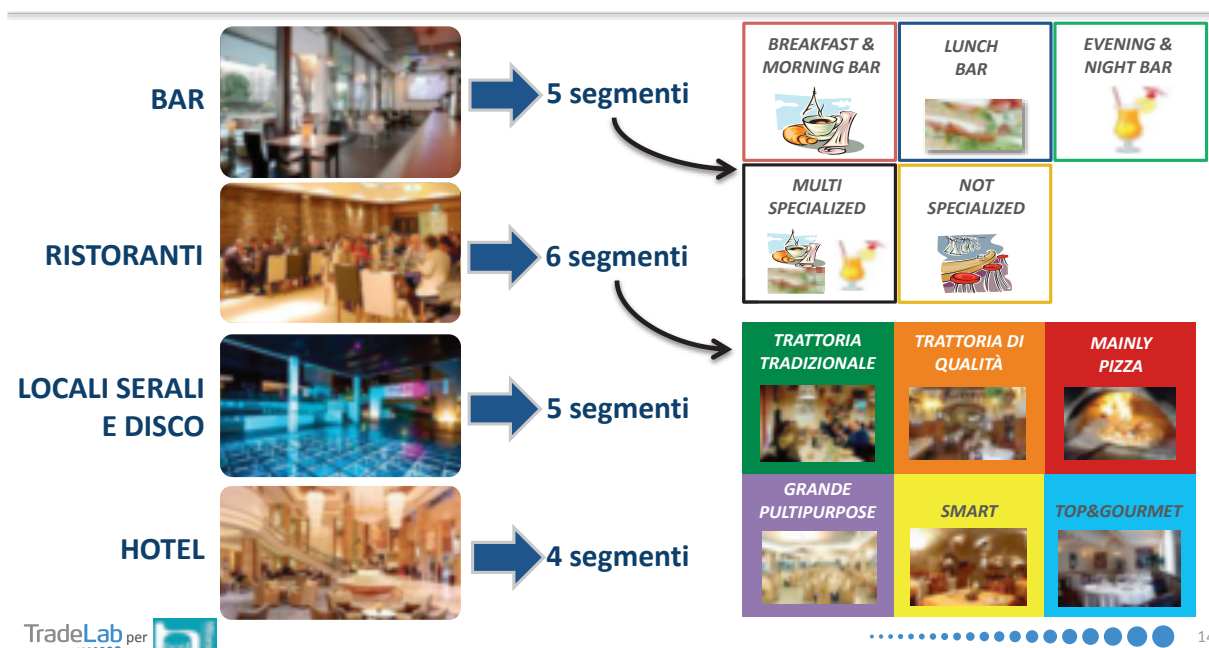 BAR
5 segmenti
RISTORANTI
6 segmenti
LOCALI SERALI
E DISCO
5 segmenti
HOTEL
4 segmenti
BREAKFAST &
MORNING BAR
LUNCH
BAR
EVENING &
NIGHT BAR
MULTI
SPECIALIZED
NOT
SPECIALIZED
TRATTORIA
TRADIZIONALE
TRATTORIA DI
QUALITÀ
MAINLY
PIZZA
GRANDE
PULTIPURPOSE
SMART
TOP&GOURMET
TradeLab per
14